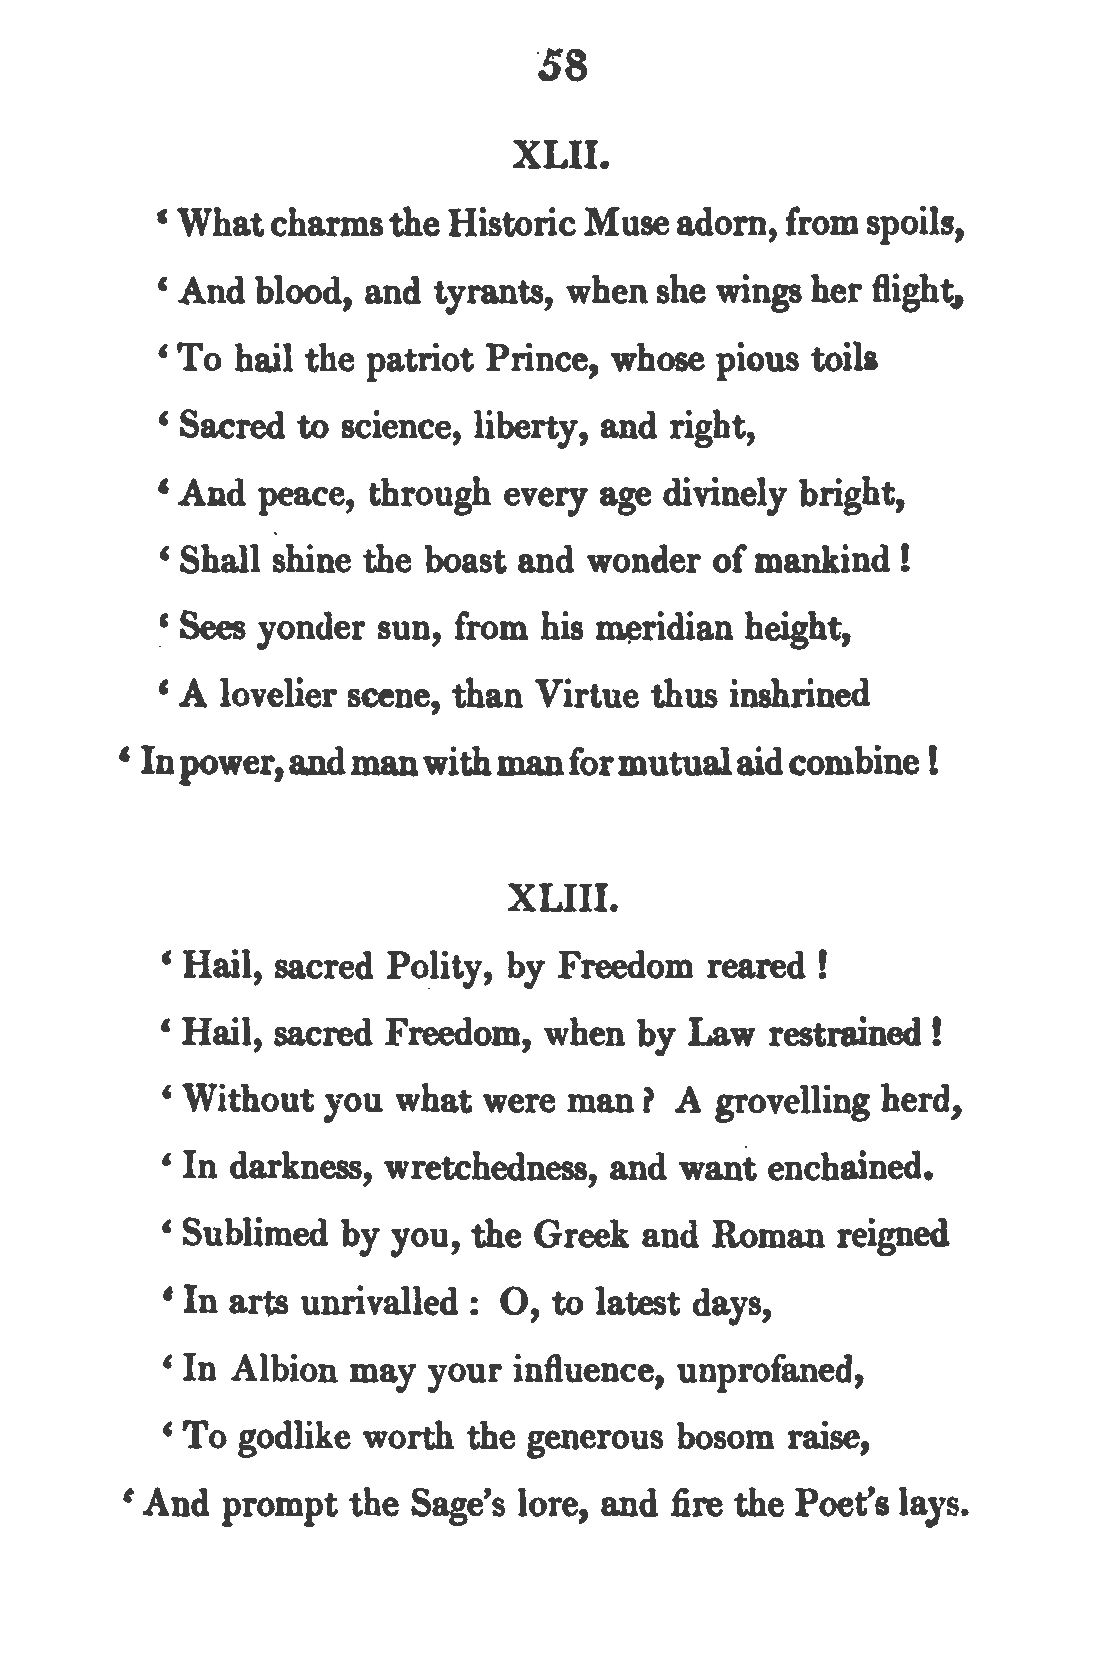 58
XLII.
‘ What charms the Historic Muse adorn, from spoils,
‘ And blood, and tyrants, when she wings her flight,
‘ To hail the patriot Prince, whose pious toils
‘ Sacred to science, liberty, and right,
‘ And peace, through every age divinely bright,
‘ Shall shine the boast and wonder of mankind !
‘ Sees yonder sun, from his meridian height,
‘ A lovelier scene, than Virtue thus inshrined
‘ In power, and man with man for mutual aid combine !
XLIII.
‘ Hail, sacred Polity, by Freedom reared !
‘ Hail, sacred Freedom, when by Law restrained !
‘ Without you what were man ? A grovelling herd,
‘ In darkness, wretchedness, and want enchained.
‘ Sublimed by you, the Greek and Roman reigned
‘ In arts unrivalled : O, to latest days,
‘ In Albion may your influence, unprofaned,
‘ To godlike worth the generous bosom raise,
‘ And prompt the Sage’s lore, and fire the Poet’s lays.